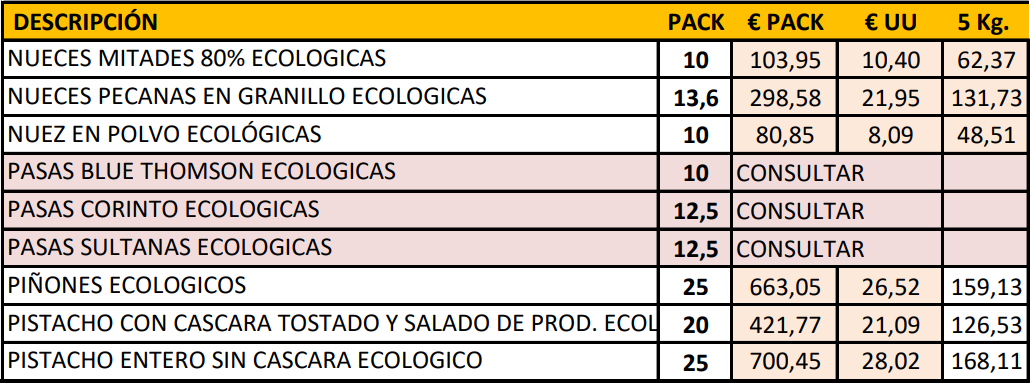 DESCRIPCIÓN PACK € PACK € UU 5 Kg.
NUECES MITADES 80% ECOLOGICAS 10 103,95 10,40 62,37
NUECES PECANAS EN GRANILLO ECOLOGICAS 13,6 298,58 21,95 131,73
NUEZ EN POLVO ECOLÓGICAS 10 80,85 8,09 48,51
PASAS BLUE THOMSON ECOLOGICAS 10 CONSULTAR
PASAS CORINTO ECOLOGICAS 12,5 CONSULTAR
PASAS SULTANAS ECOLOGICAS 12,5 CONSULTAR
PIÑONES ECOLOGICOS 25 663,05 26,52 159,13
PISTACHO CON CASCARA TOSTADO Y SALADO DE PROD. ECOL 20 421,77 21,09 126,53
PISTACHO ENTERO SIN CASCARA ECOLOGICO 25 700,45 28,02 168,11